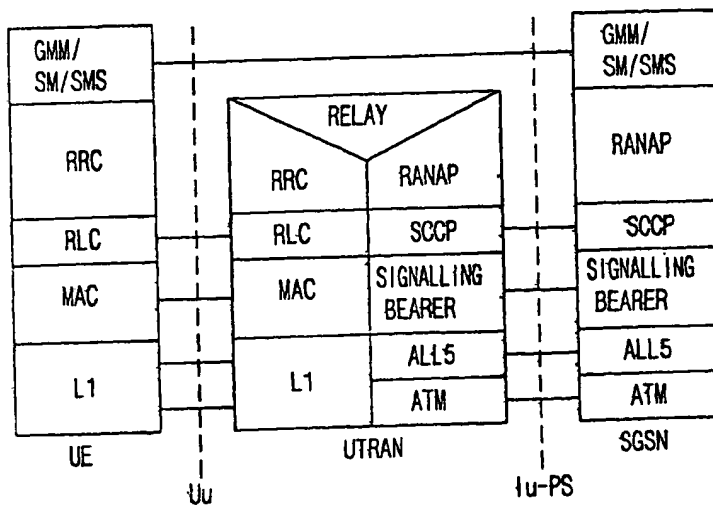 GMM/
SM/SMS
RRC
RLC
MAC
L1
UE
Uu
RELAY
RRC
RANAP
RLC
SCCP
MAC
SIGNALLING
BEARER
L1
ALL5
ATM
UTRAN
Iu-PS
GMM/
SM/SMS
RANAP
SCCP
SIGNALLING
BEARER
ALL5
ATM
SGSN